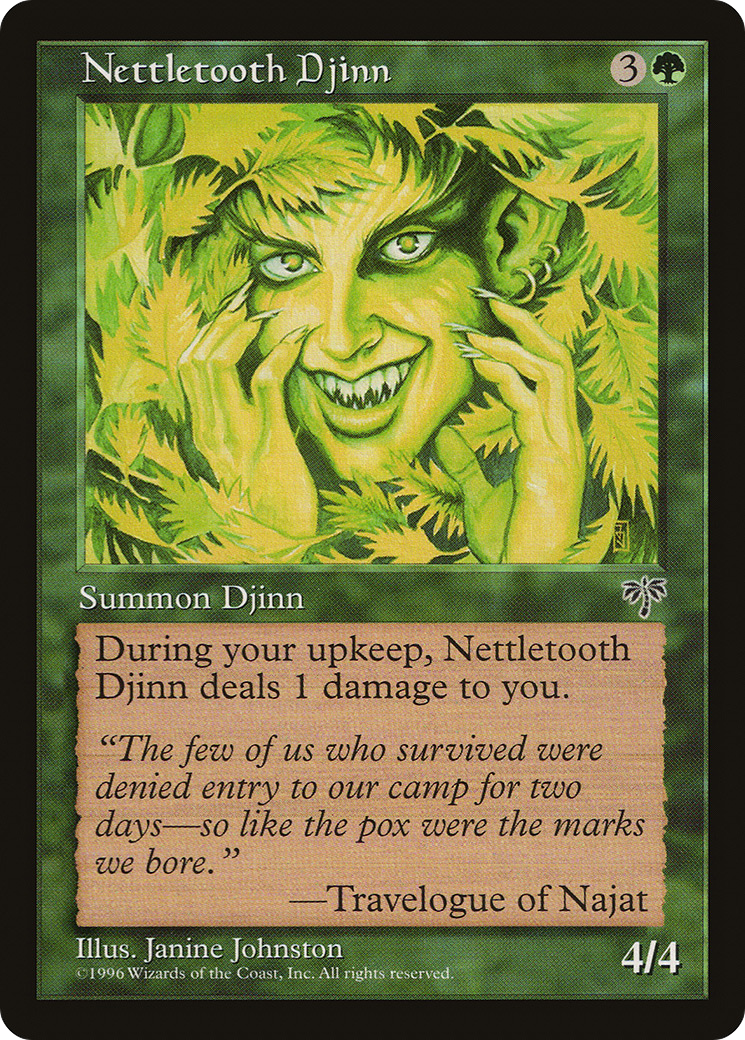 Nettletooth Djinn 3
Summon Djinn
During your upkeep, Nettletooth
Djinn deals 1 damage to you.
“The few of us who survived were
denied entry to our camp for two
days—so like the pox were the marks
we bore.”
—Travelogue of Najat
Illus. Janine Johnston
©1996 Wizards of the Coast, Inc. All rights reserved.
4/4